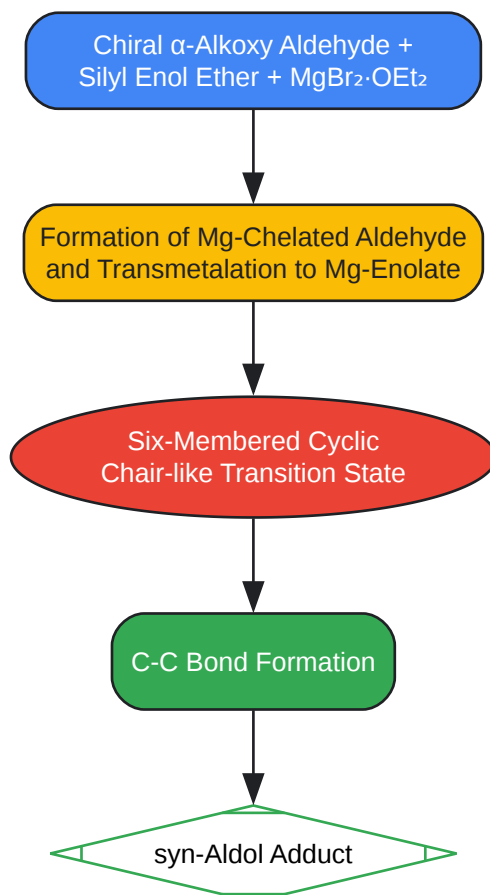 Chiral α-Alkoxy Aldehyde +
Silyl Enol Ether + MgBr₂·OEt₂
Formation of Mg-Chelated Aldehyde
and Transmetalation to Mg-Enolate
Six-Membered Cyclic
Chair-like Transition State
C-C Bond Formation
syn-Aldol Adduct